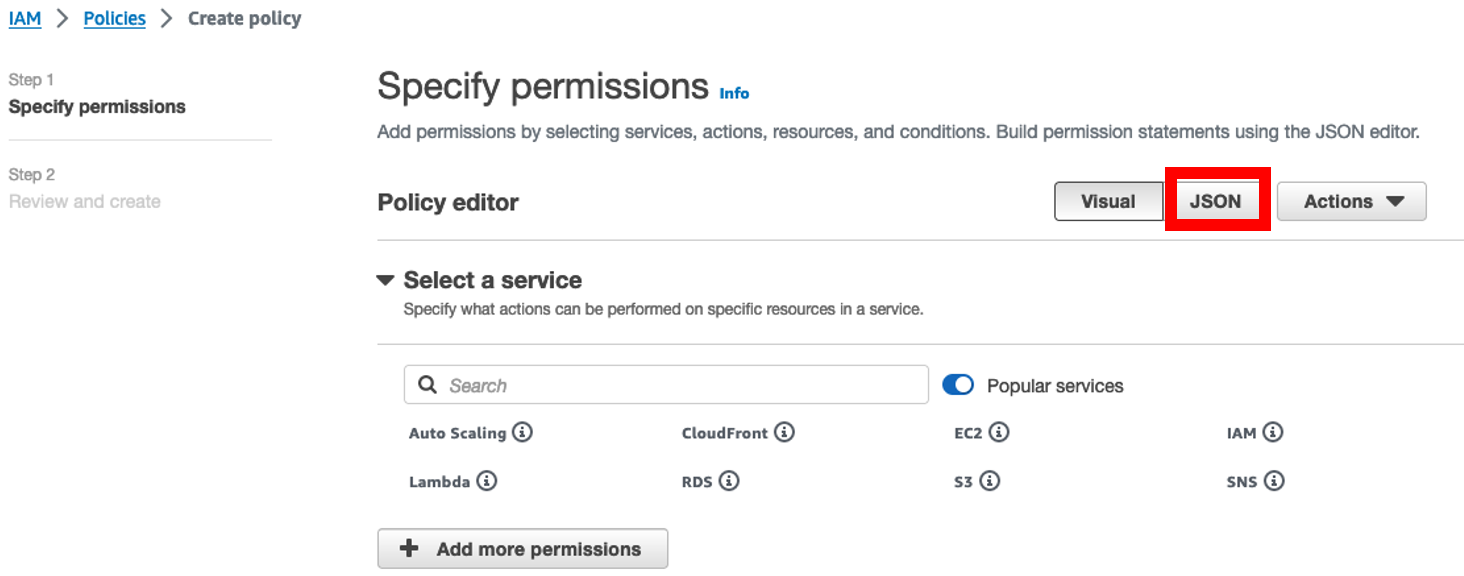 IAM > Policies > Create policy
Step 1
Specify permissions
Step 2
Review and create
Specify permissions Info
Add permissions by selecting services, actions, resources, and conditions. Build permission statements using the JSON editor.
Policy editor
Visual JSON Actions
Select a service
Specify what actions can be performed on specific resources in a service.
Search Popular services
Auto Scaling CloudFront EC2 IAM
Lambda RDS S3 SNS
Add more permissions